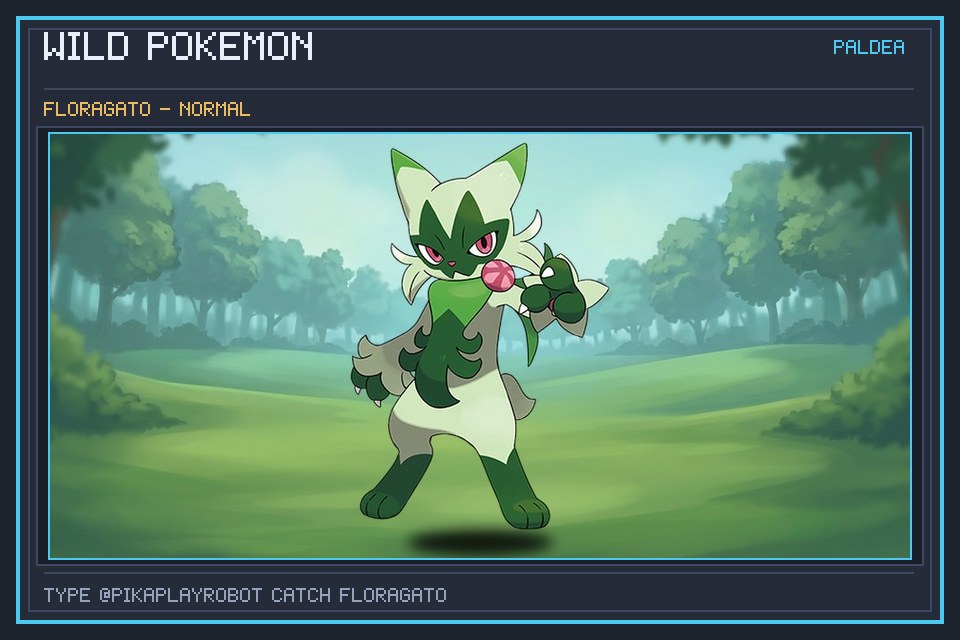 WILD POKEMON
PALDEA
FLORAGATO - NORMAL
TYPE @PIKAPLAYROBOT CATCH FLORAGATO